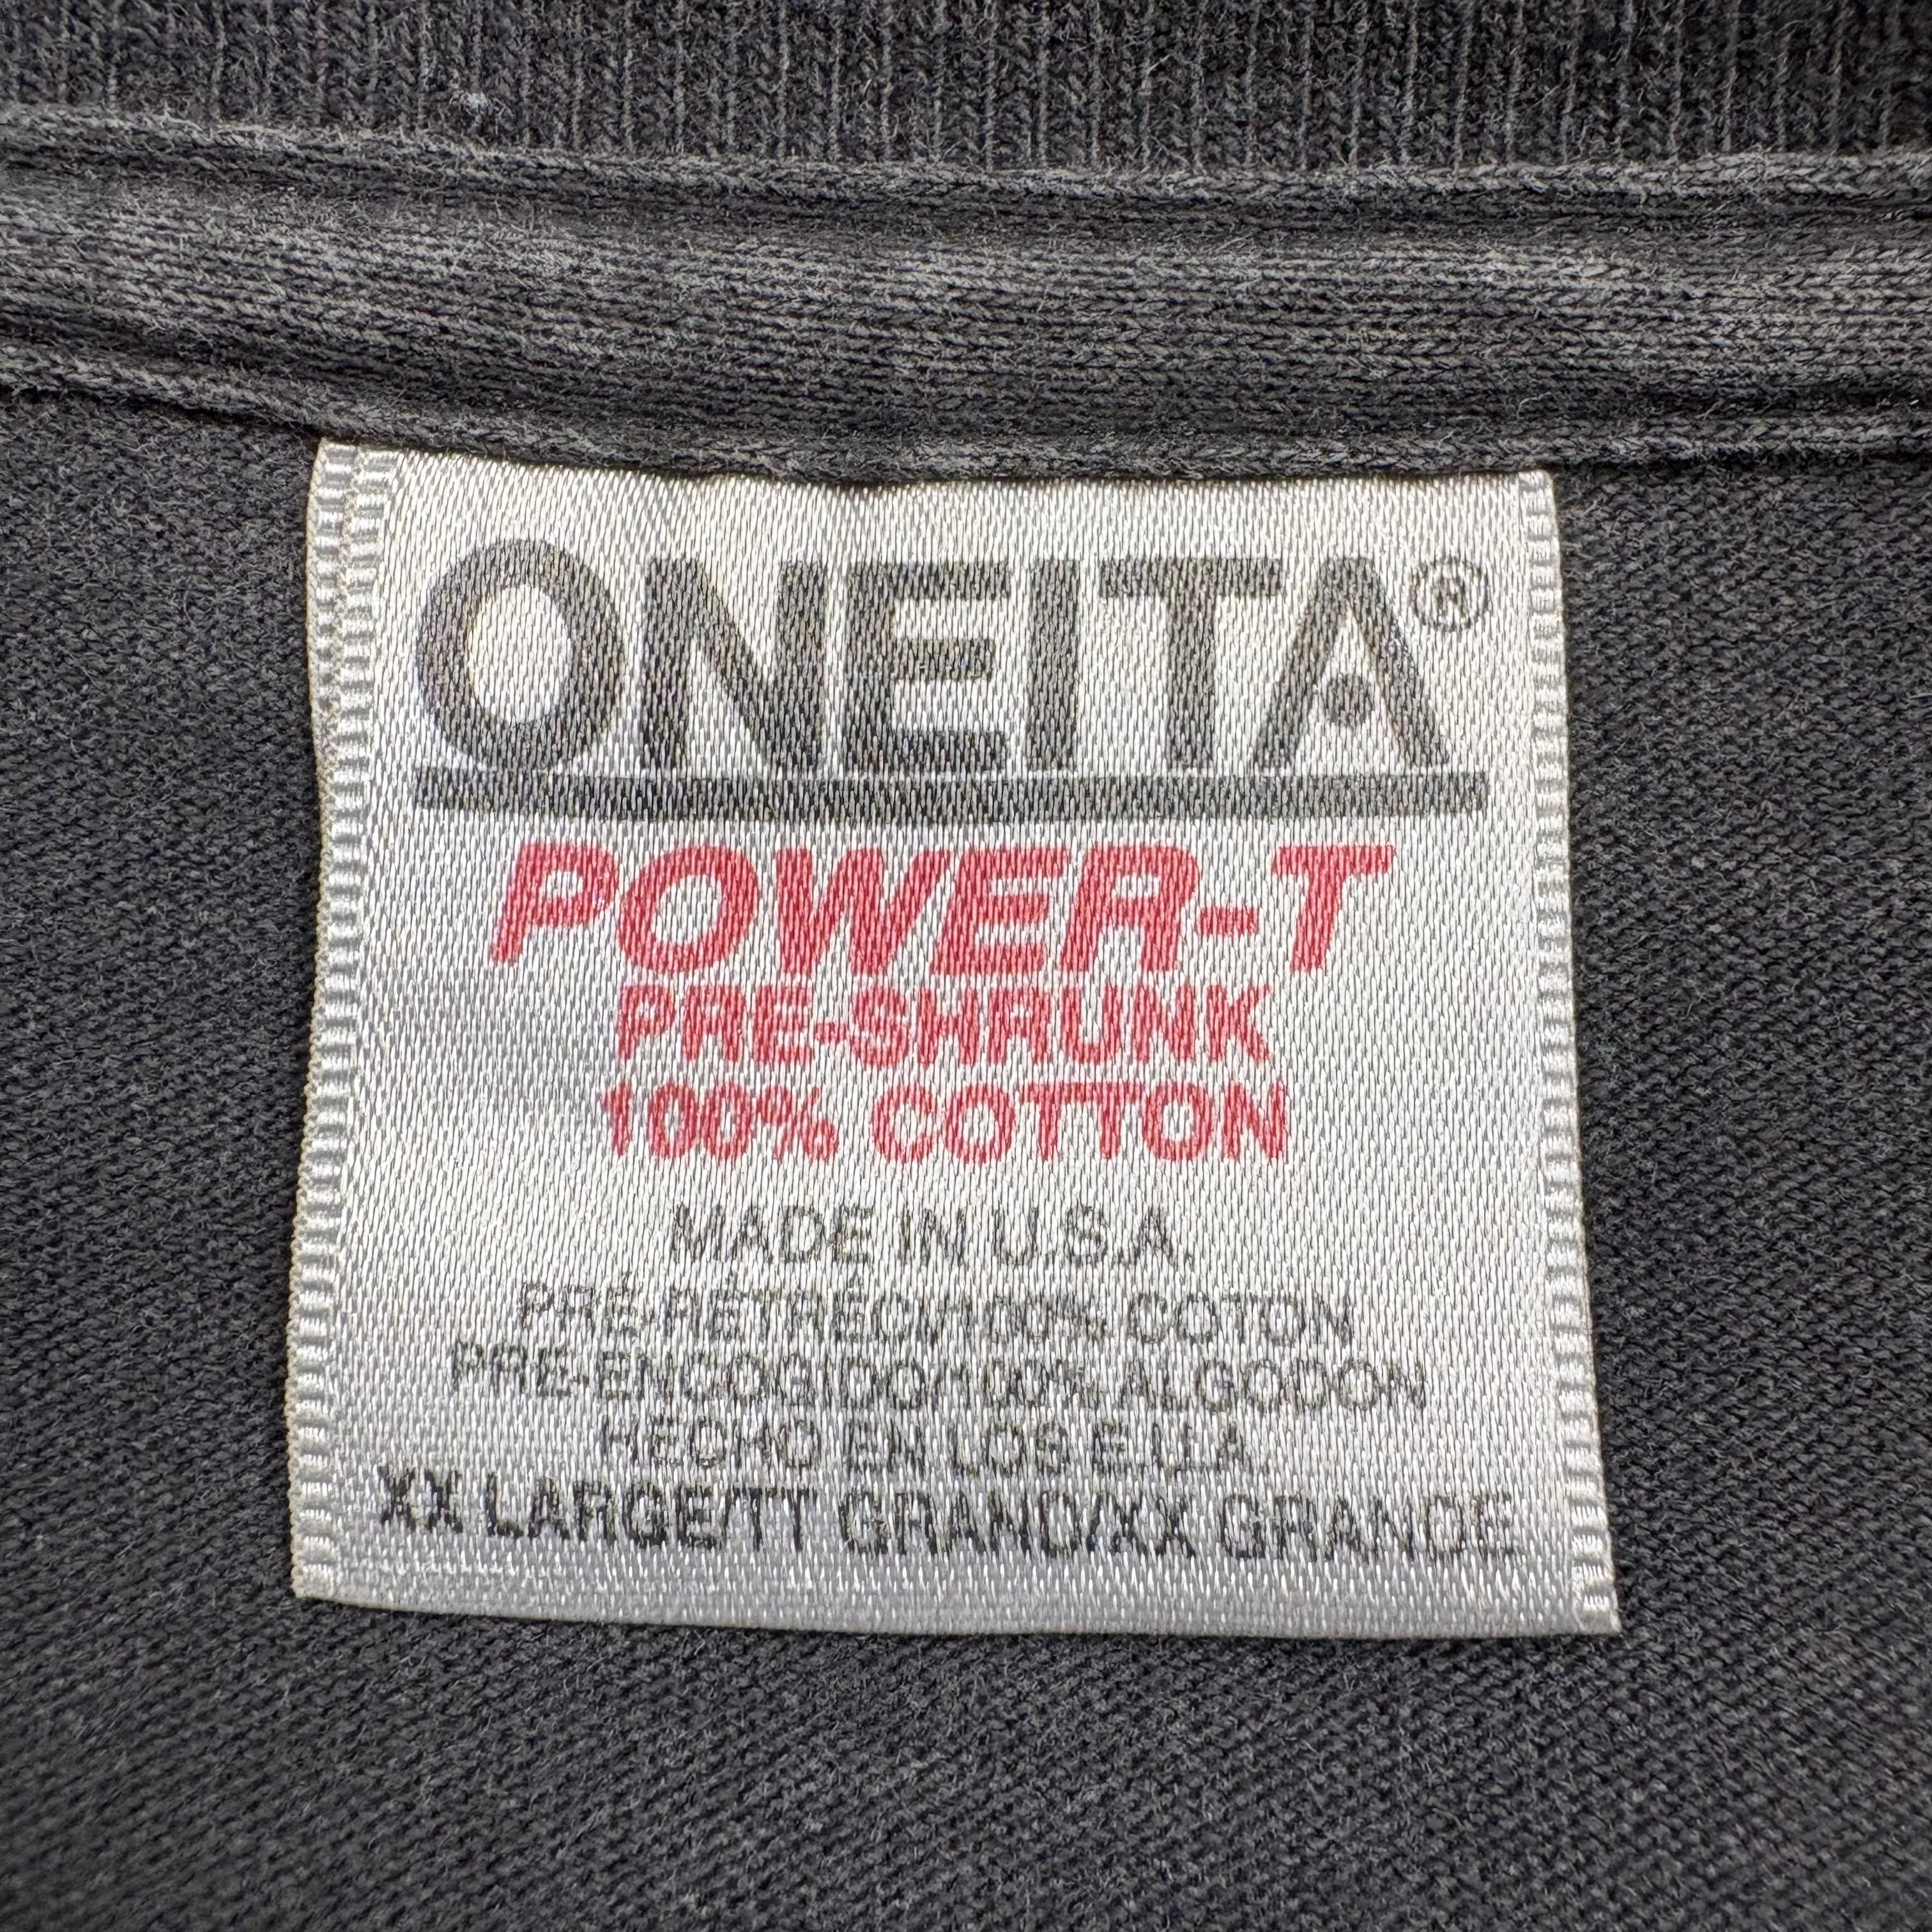 ONEITA®
POWER-T
PRE-SHRUNK
100% COTTON
MADE IN U.S.A.
PRÉ-RÉTRÉCI/100% COTON
PRE-ENCOGIDO/100% ALGODON
HECHO EN LOS E.U.A.
XX LARGE/TT GRAND/XX GRANDE